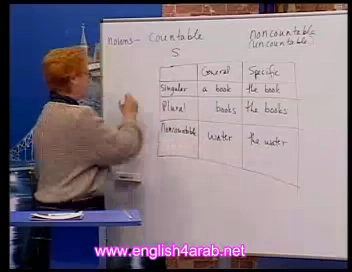 nouns — countable
noncountable
uncountable
S
General Specific
Singular a book the book
Plural books the books
Noncountable water the water
www.english4arab.net